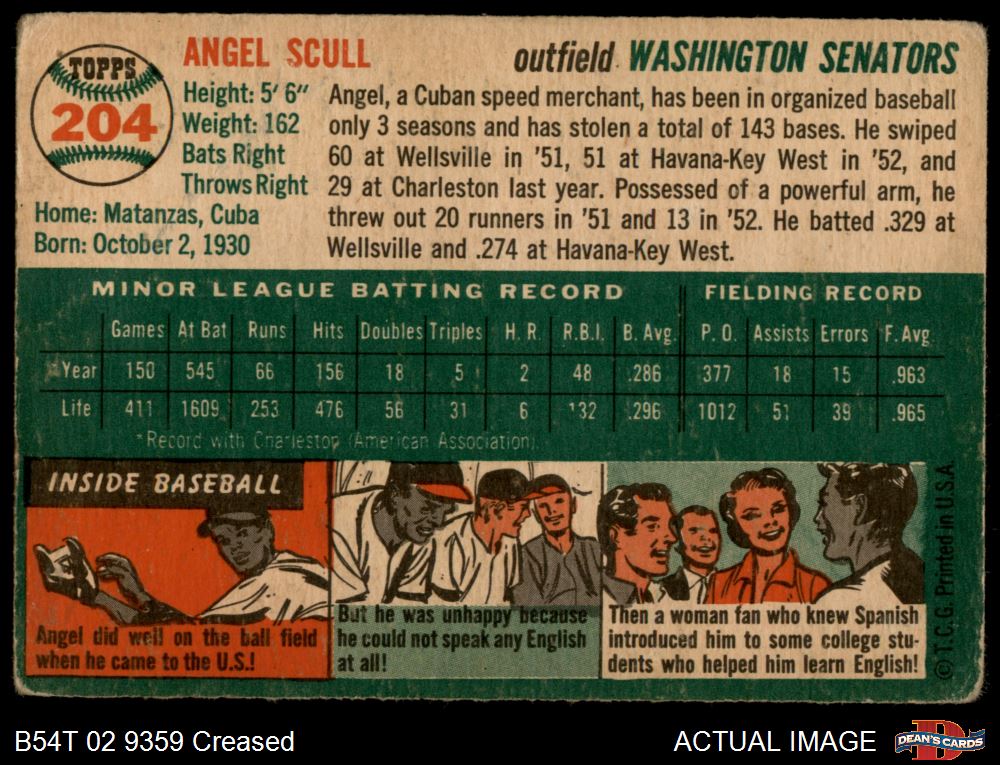 TOPPS
204
ANGEL SCULL
outfield WASHINGTON SENATORS
Height: 5' 6"
Weight: 162
Bats Right
Throws Right
Home: Matanzas, Cuba
Born: October 2, 1930
Angel, a Cuban speed merchant, has been in organized baseball
only 3 seasons and has stolen a total of 143 bases. He swiped
60 at Wellsville in '51, 51 at Havana-Key West in '52, and
29 at Charleston last year. Possessed of a powerful arm, he
threw out 20 runners in '51 and 13 in '52. He batted .329 at
Wellsville and .274 at Havana-Key West.
MINOR LEAGUE BATTING RECORD FIELDING RECORD
Games At Bat Runs Hits Doubles Triples H. R. R.B.I. B. Avg. P. O. Assists Errors F. Avg.
*Year 150 545 66 156 18 5 2 48 .286 377 18 15 .963
Life 411 1609 253 476 56 31 6 132 .296 1012 51 39 .965
*Record with Charleston (American Association).
INSIDE BASEBALL
Angel did well on the ball field
when he came to the U.S.!
But he was unhappy because
he could not speak any English
at all!
Then a woman fan who knew Spanish
introduced him to some college stu-
dents who helped him learn English!
© T.C.G. Printed in U.S.A.
B54T 02 9359 Creased
ACTUAL IMAGE
DEAN'S CARDS